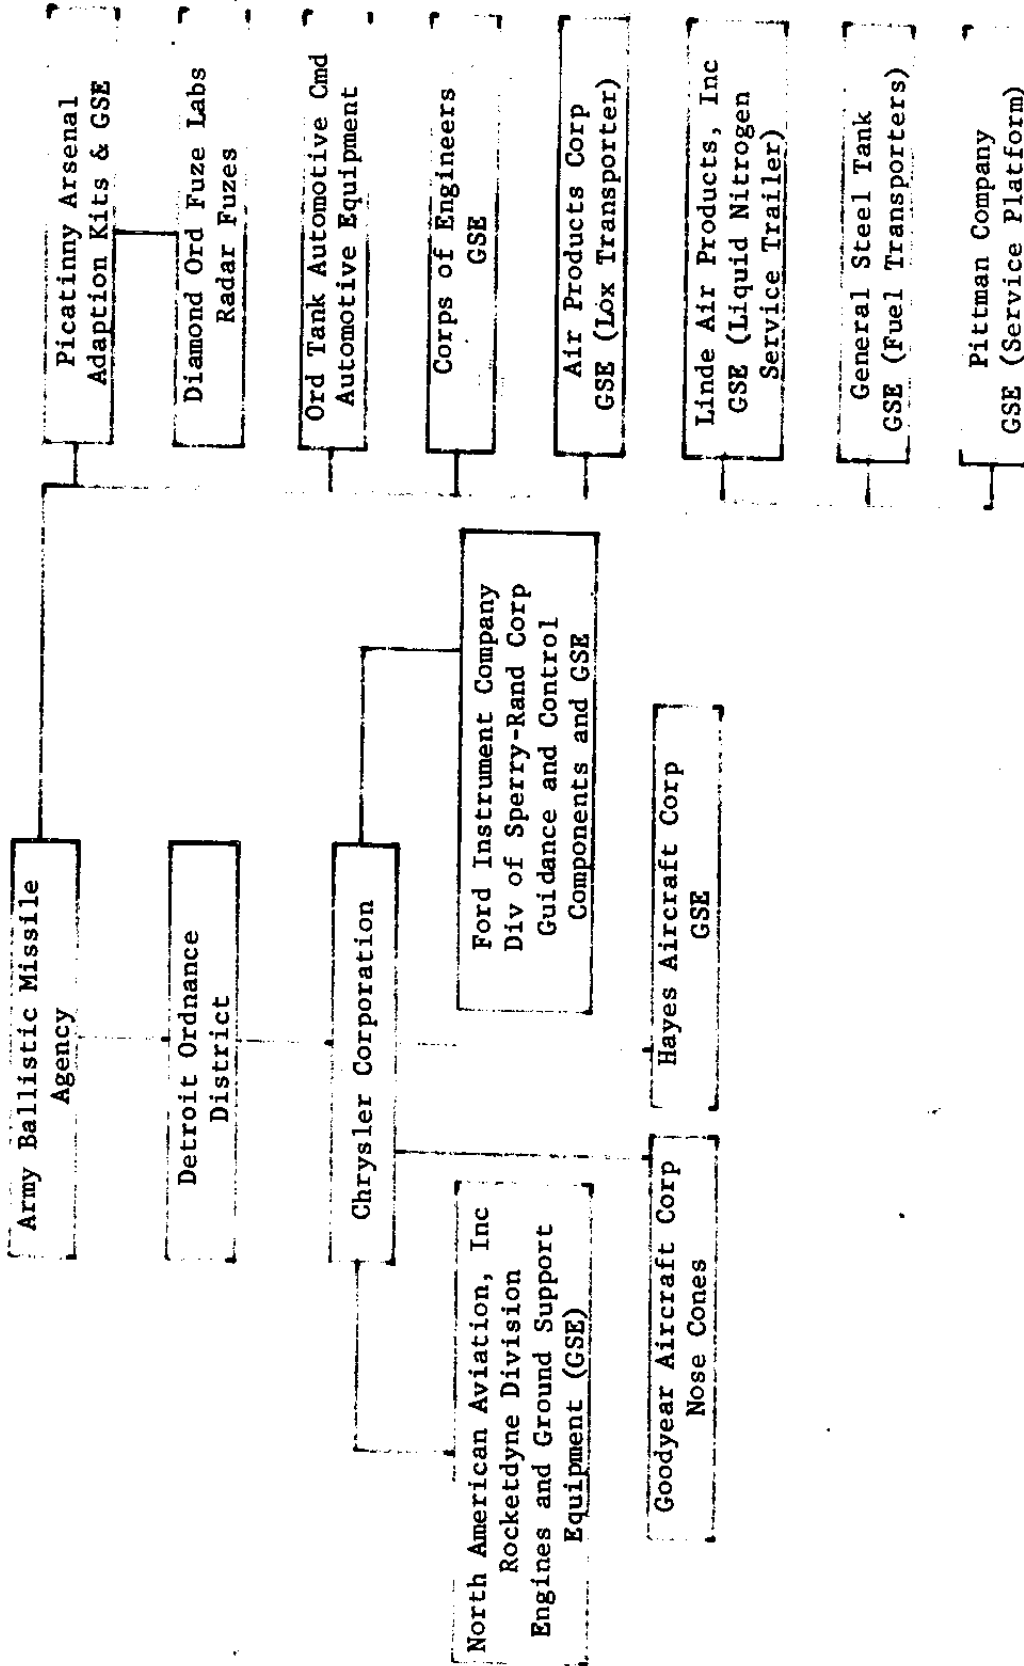 Army Ballistic Missile
Agency
Detroit Ordnance
District
Chrysler Corporation
North American Aviation, Inc
Rocketdyne Division
Engines and Ground Support
Equipment (GSE)
Ford Instrument Company
Div of Sperry-Rand Corp
Guidance and Control
Components and GSE
Goodyear Aircraft Corp
Nose Cones
Hayes Aircraft Corp
GSE
Picatinny Arsenal
Adaption Kits & GSE
Diamond Ord Fuze Labs
Radar Fuzes
Ord Tank Automotive Cmd
Automotive Equipment
Corps of Engineers
GSE
Air Products Corp
GSE (Lox Transporter)
Linde Air Products, Inc
GSE (Liquid Nitrogen
Service Trailer)
General Steel Tank
GSE (Fuel Transporters)
Pittman Company
GSE (Service Platform)